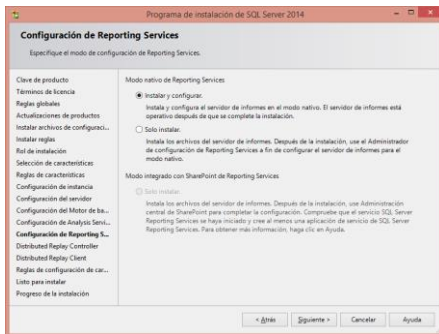 Programa de instalación de SQL Server 2014
Configuración de Reporting Services
Especifique el modo de configuración de Reporting Services.
Clave de producto
Términos de licencia
Reglas globales
Actualizaciones de productos
Instalar archivos de configuraci...
Instalar reglas
Rol de instalación
Selección de características
Reglas de características
Configuración de instancia
Configuración del servidor
Configuración del Motor de ba...
Configuración de Analysis Servi...
Configuración de Reporting S...
Distributed Replay Controller
Distributed Replay Client
Reglas de configuración de car...
Listo para instalar
Progreso de la instalación
Modo nativo de Reporting Services
Instalar y configurar.
Instala y configura el servidor de informes en el modo nativo. El servidor de informes está
operativo después de que se complete la instalación.
Solo instalar.
Instala los archivos del servidor de informes. Después de la instalación, use el Administrador
de configuración de Reporting Services a fin de configurar el servidor de informes para el
modo nativo.
Modo integrado con SharePoint de Reporting Services
Solo instalar.
Instala los archivos del servidor de informes. Después de la instalación, use Administración
central de SharePoint para completar la configuración. Compruebe que el servicio SQL Server
Reporting Services se haya iniciado y cree al menos una aplicación de servicio de SQL Server
Reporting Services. Para obtener más información, haga clic en Ayuda.
< Atrás
Siguiente >
Cancelar
Ayuda